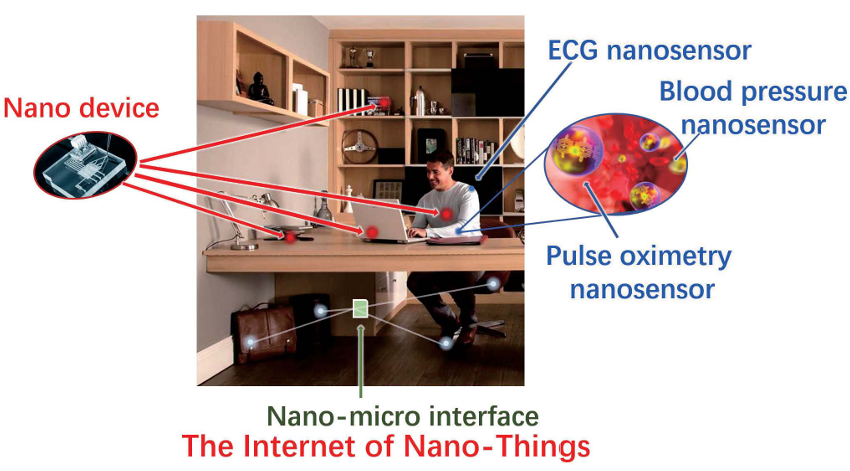 ECG nanosensor
Nano device
Blood pressure
nanosensor
Pulse oximetry
nanosensor
Nano-micro interface
The Internet of Nano-Things